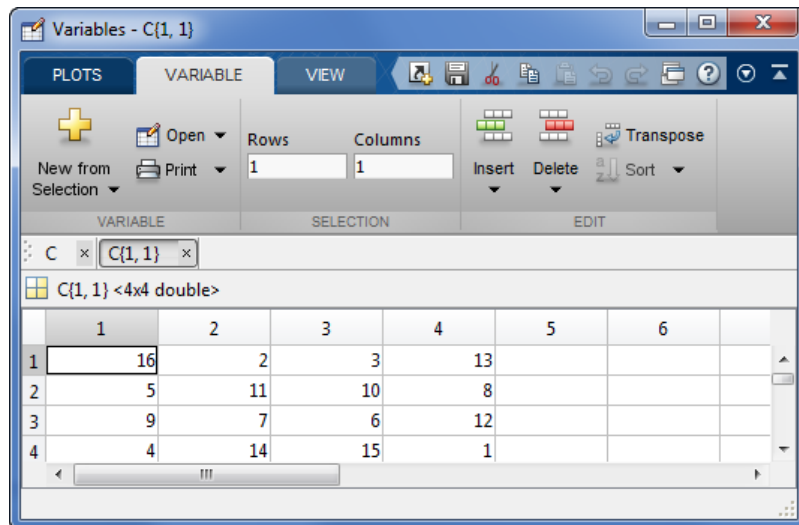 Variables - C{1, 1}
PLOTS VARIABLE VIEW
New from Selection
Open
Print
VARIABLE
Rows Columns
1 1
SELECTION
Insert Delete
Transpose
Sort
EDIT
C C{1, 1}
C{1, 1} <4x4 double>
1 2 3 4 5 6
1 16 2 3 13
2 5 11 10 8
3 9 7 6 12
4 4 14 15 1